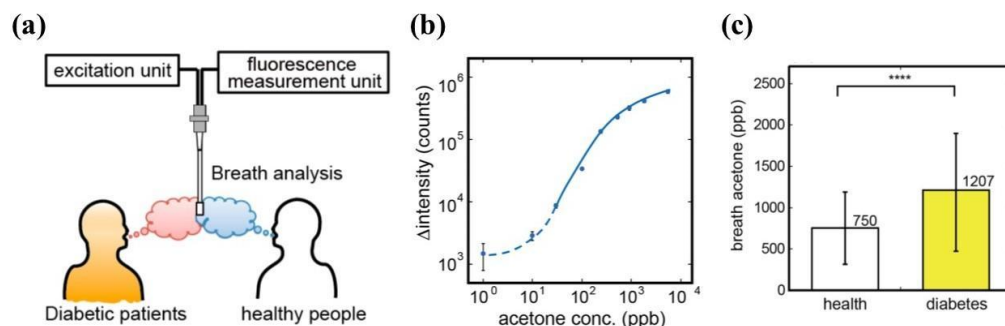 (a)
excitation unit
fluorescence
measurement unit
Breath analysis
Diabetic patients
healthy people
(b)
Δintensity (counts)
10^6
10^5
10^4
10^3
10^0 10^1 10^2 10^3 10^4
acetone conc. (ppb)
(c)
breath acetone (ppb)
2500
2000
1500
1000
500
0
****
750
1207
health diabetes